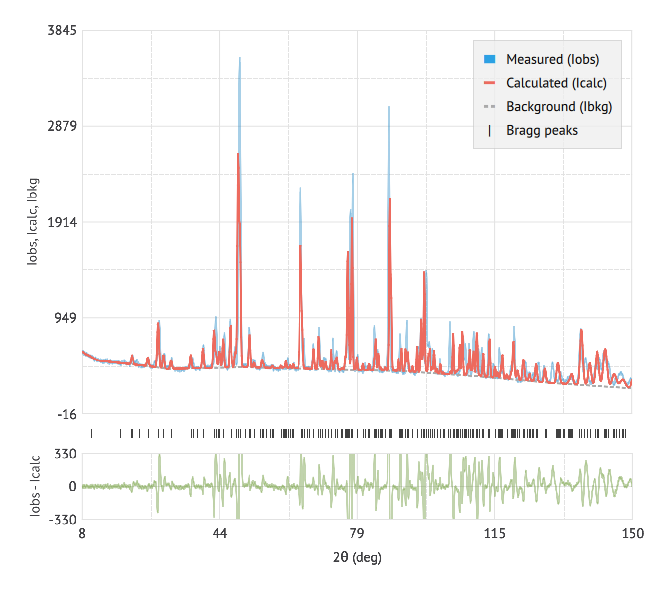 3845
2879
1914
949
-16
Iobs, Icalc, Ibkg
Measured (Iobs)
Calculated (Icalc)
Background (Ibkg)
Bragg peaks
330
0
-330
Iobs - Icalc
8
44
79
115
150
2θ (deg)